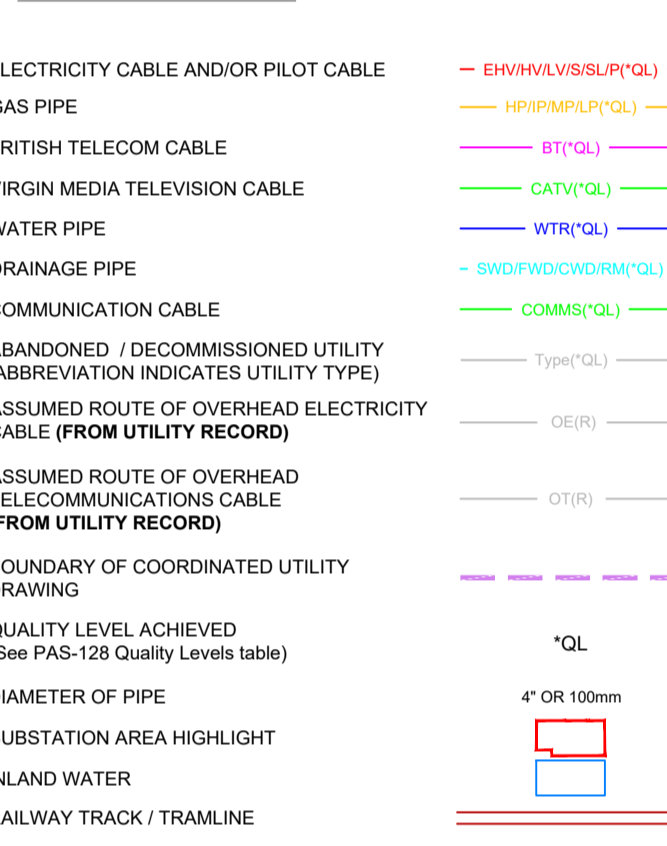 LECTRICITY CABLE AND/OR PILOT CABLE EHV/HV/LV/S/SL/P(*QL)
GAS PIPE HP/IP/MP/LP(*QL)
RITISH TELECOM CABLE BT(*QL)
VIRGIN MEDIA TELEVISION CABLE CATV(*QL)
WATER PIPE WTR(*QL)
DRAINAGE PIPE SWD/FWD/CWD/RM(*QL)
COMMUNICATION CABLE COMMS(*QL)
ABANDONED / DECOMMISSIONED UTILITY
ABBREVIATION INDICATES UTILITY TYPE) Type(*QL)
ASSUMED ROUTE OF OVERHEAD ELECTRICITY
CABLE (FROM UTILITY RECORD) OE(R)
ASSUMED ROUTE OF OVERHEAD
ELECOMMUNICATIONS CABLE OT(R)
FROM UTILITY RECORD)
OUNDARY OF COORDINATED UTILITY
DRAWING
QUALITY LEVEL ACHIEVED
See PAS-128 Quality Levels table) *QL
DIAMETER OF PIPE 4" OR 100mm
UBSTATION AREA HIGHLIGHT
NLAND WATER
AILWAY TRACK / TRAMLINE